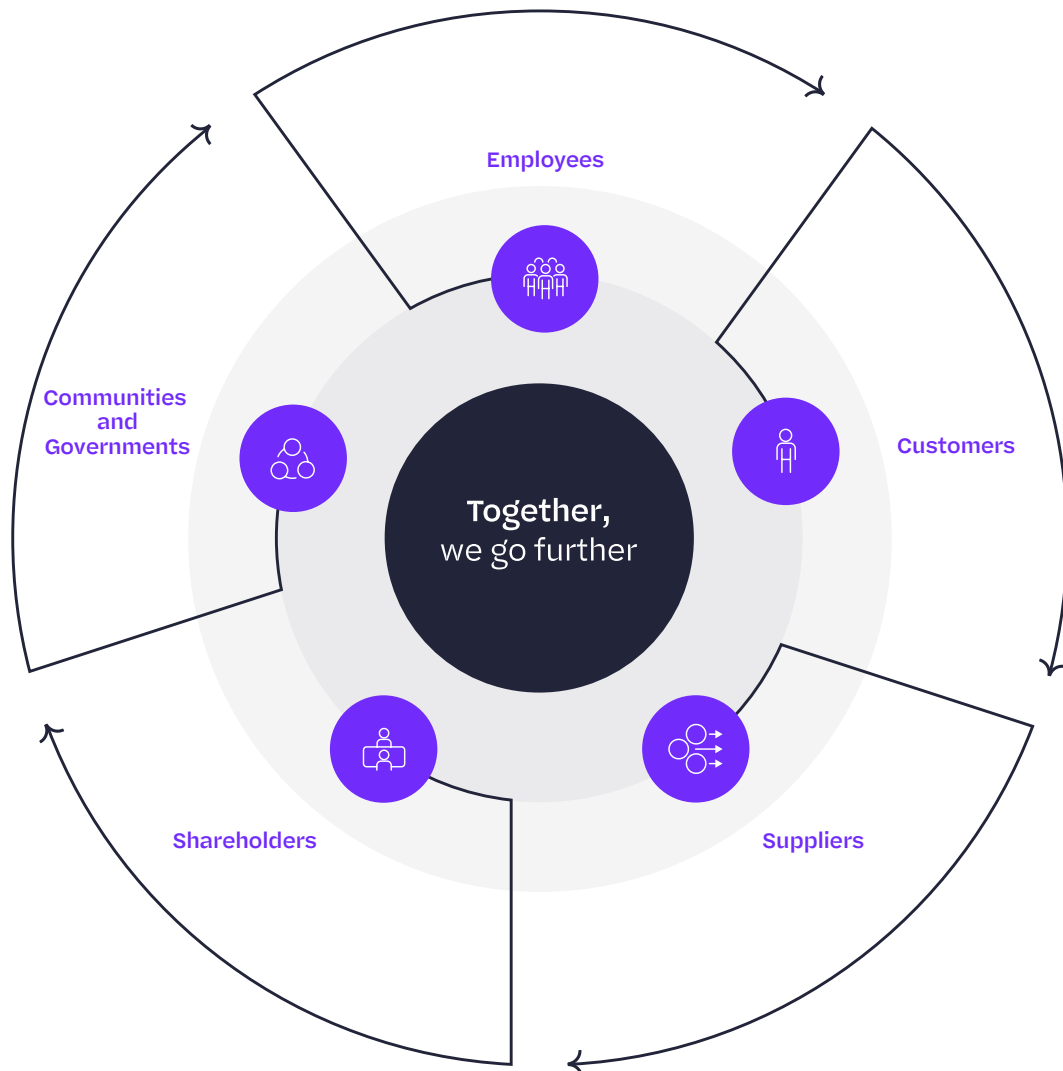 Employees
Customers
Suppliers
Shareholders
Communities
and
Governments
Together,
we go further